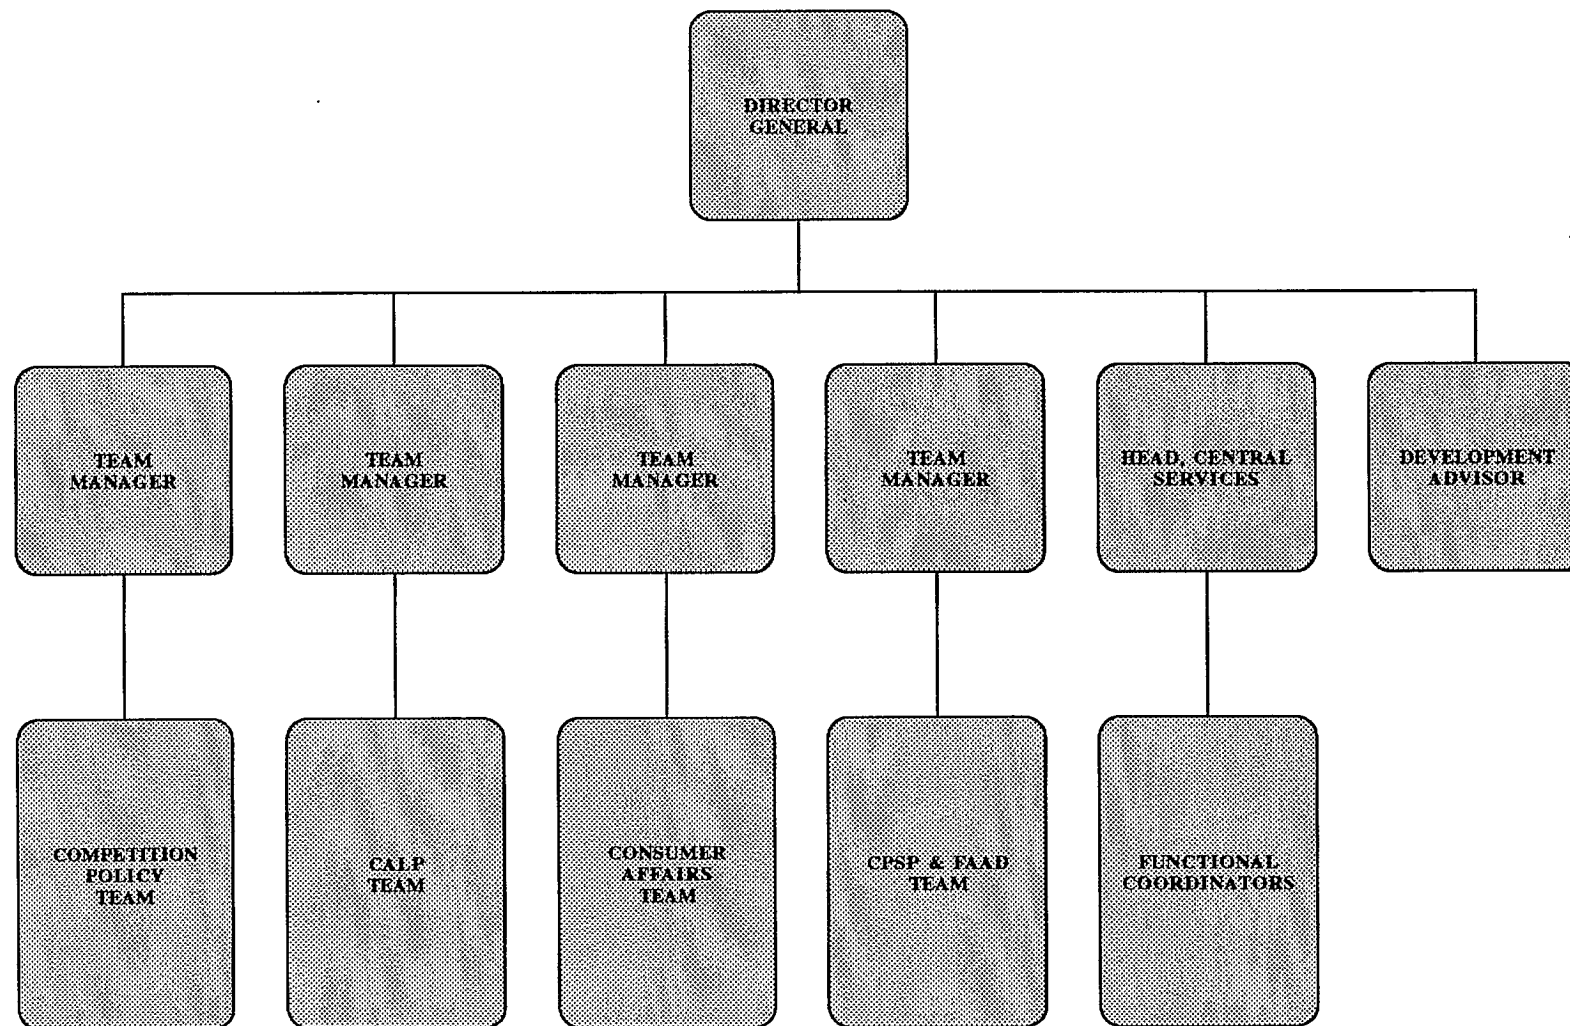 DIRECTOR
GENERAL
TEAM
MANAGER
TEAM
MANAGER
TEAM
MANAGER
TEAM
MANAGER
HEAD, CENTRAL
SERVICES
DEVELOPMENT
ADVISOR
COMPETITION
POLICY
TEAM
CALP
TEAM
CONSUMER
AFFAIRS
TEAM
CPSP & FAAD
TEAM
FUNCTIONAL
COORDINATORS